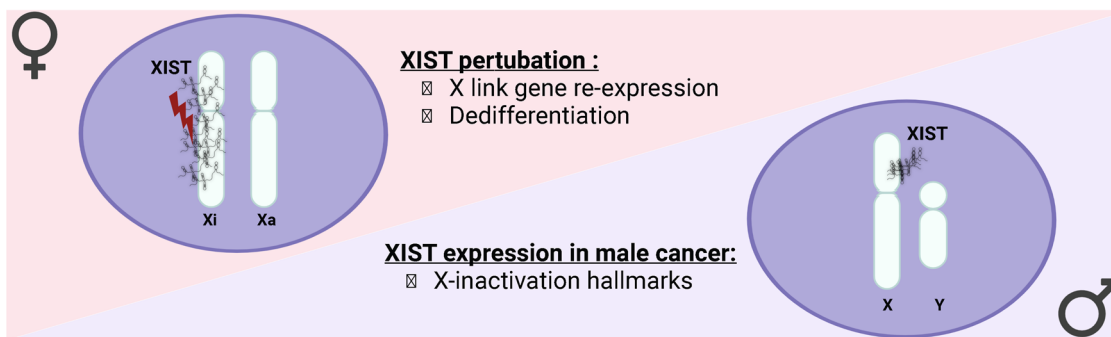 XIST
Xi
Xa
XIST pertubation :
X link gene re-expression
Dedifferentiation
XIST expression in male cancer:
X-inactivation hallmarks
XIST
X
Y